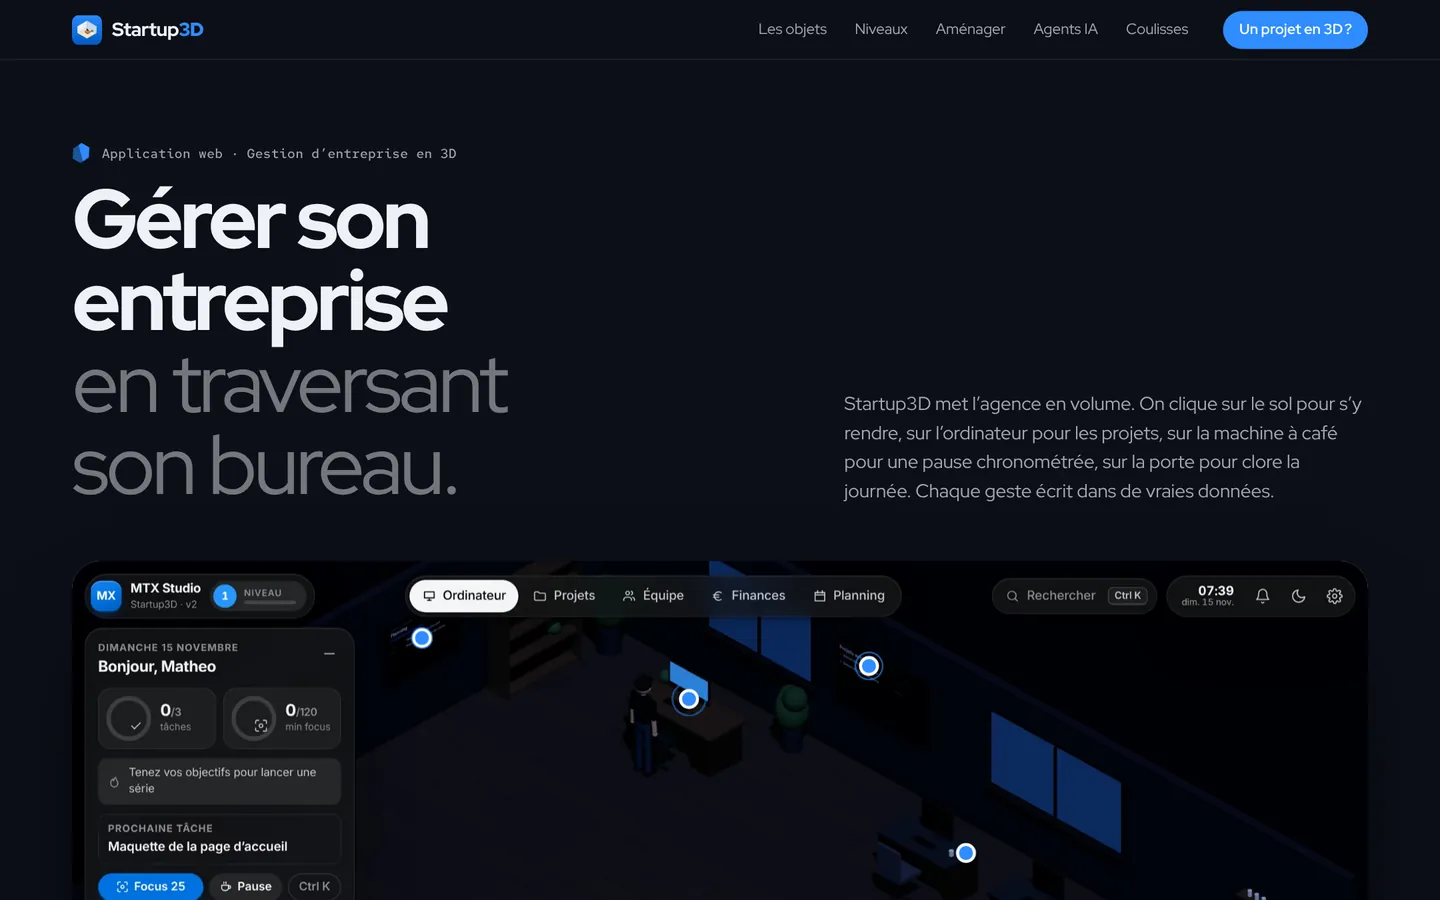 Startup3D
Les objets
Niveaux
Aménager
Agents IA
Coulisses
Un projet en 3D ?
Application web · Gestion d’entreprise en 3D
Gérer son
entreprise
en traversant
son bureau.
Startup3D met l’agence en volume. On clique sur le sol pour s’y
rendre, sur l’ordinateur pour les projets, sur la machine à café
pour une pause chronométrée, sur la porte pour clore la
journée. Chaque geste écrit dans de vraies données.
MX
MTX Studio
Startup3D · v2
1
NIVEAU
Ordinateur
Projets
Équipe
€ Finances
Planning
Rechercher
Ctrl K
07:39
dim. 15 nov.
DIMANCHE 15 NOVEMBRE
Bonjour, Matheo
0/3
tâches
0/120
min focus
Tenez vos objectifs pour lancer une
série
PROCHAINE TÂCHE
Maquette de la page d’accueil
Focus 25
Pause
Ctrl K